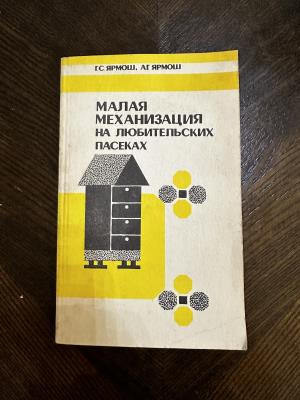 Г.С ЯРМОШ, А.Г ЯРМОШ
МАЛАЯ
МЕХАНИЗАЦИЯ
НА ЛЮБИТЕЛЬСКИХ
ПАСЕКАХ